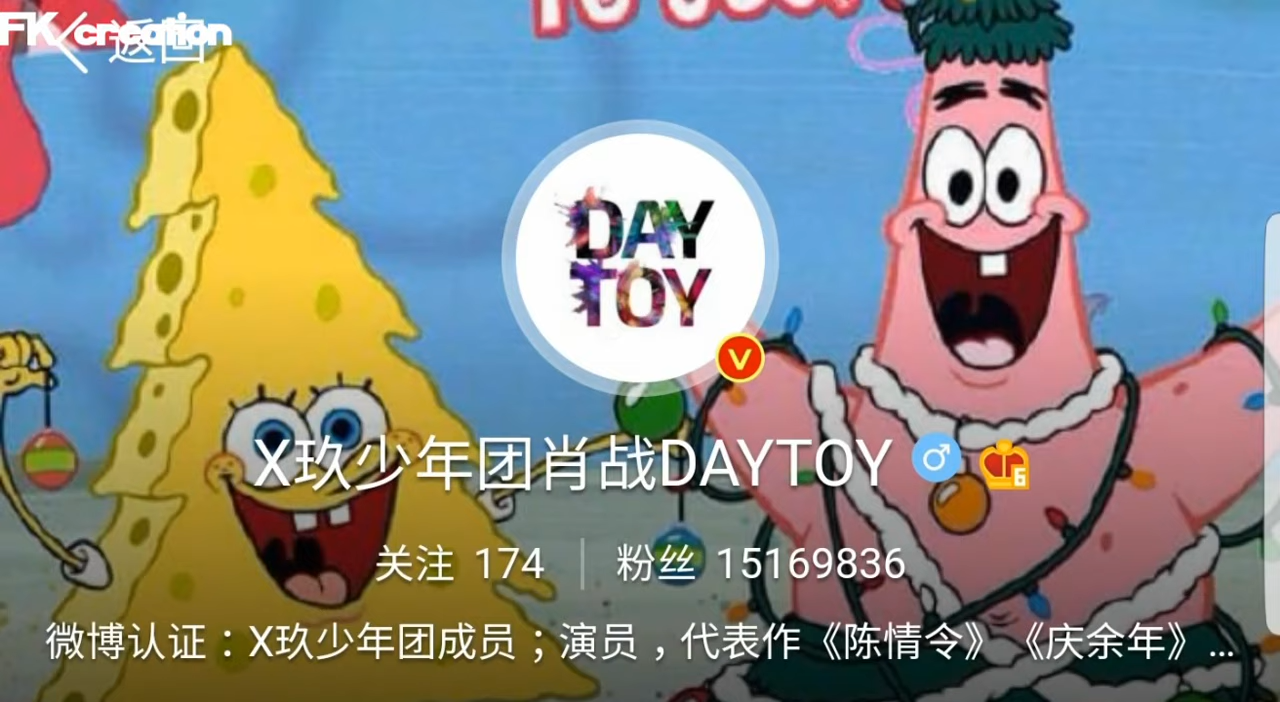 FK creation
返回
DAY
TOY
X玖少年团肖战DAYTOY
6
关注 174 | 粉丝 15169836
微博认证：X玖少年团成员；演员，代表作《陈情令》《庆余年》...